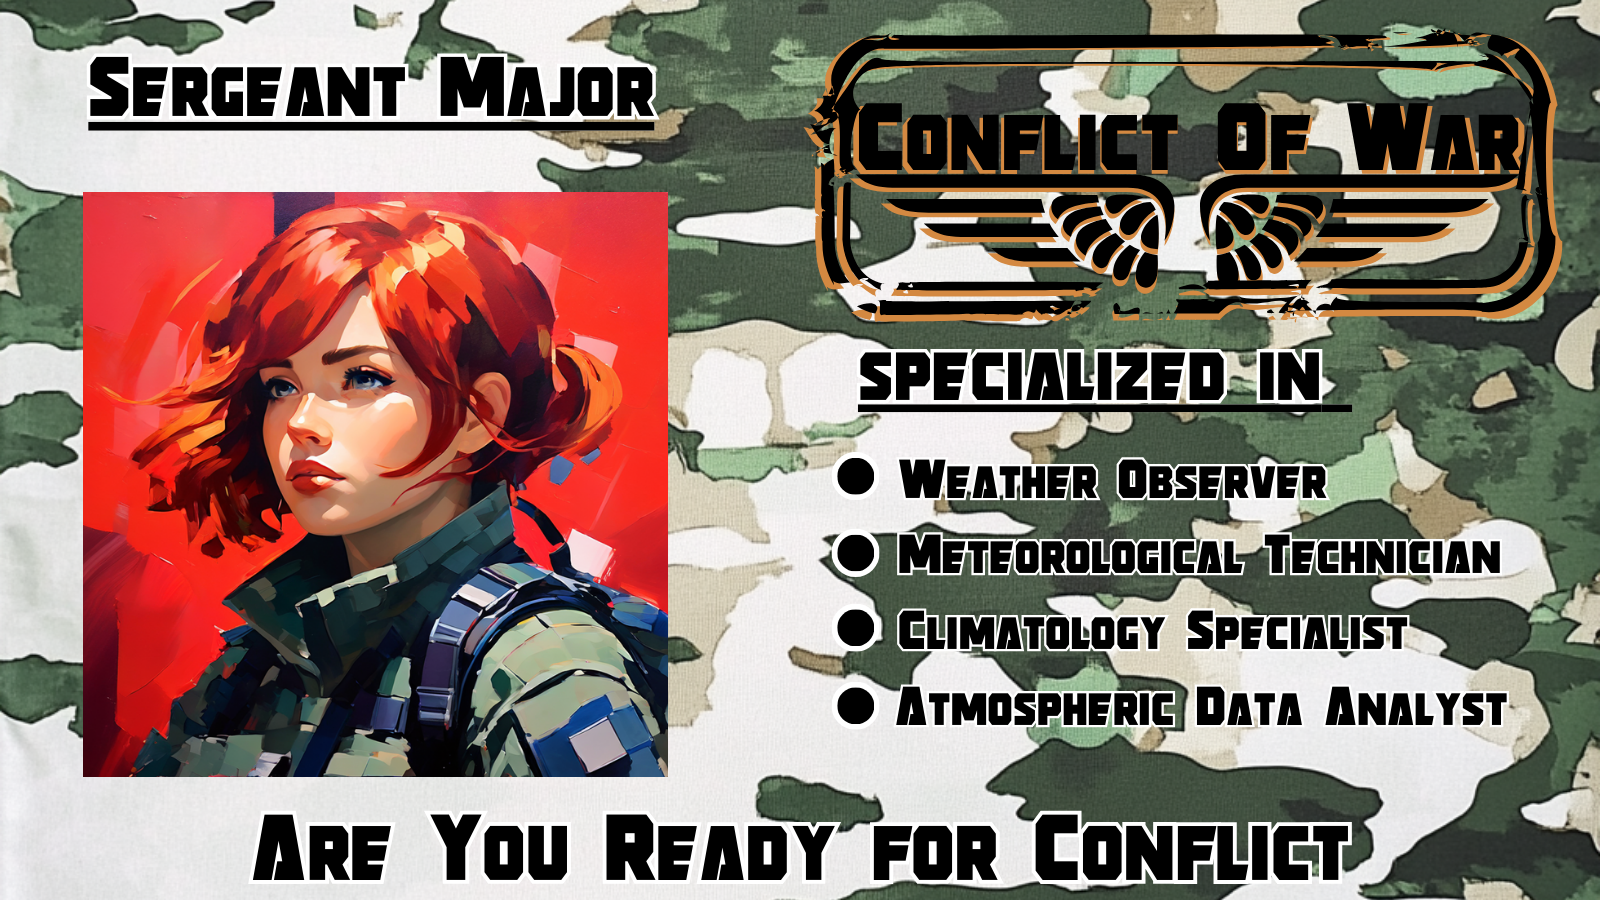 Sergeant Major
Conflict Of War
Specialized in
Weather Observer
Meteorological Technician
Climatology Specialist
Atmospheric Data Analyst
Are You Ready for Conflict